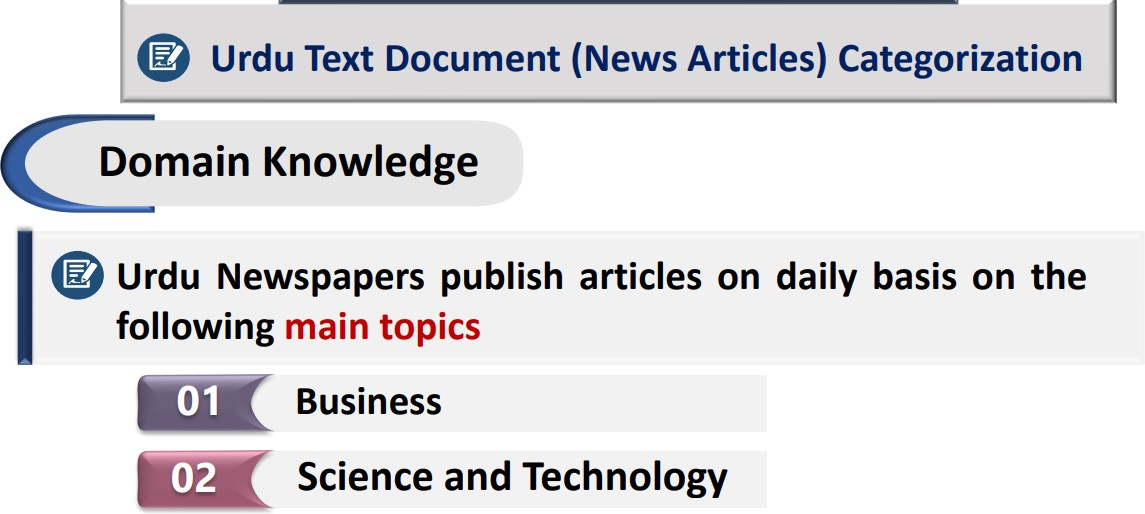 Urdu Text Document (News Articles) Categorization
Domain Knowledge
Urdu Newspapers publish articles on daily basis on the
following main topics
01 Business
02 Science and Technology